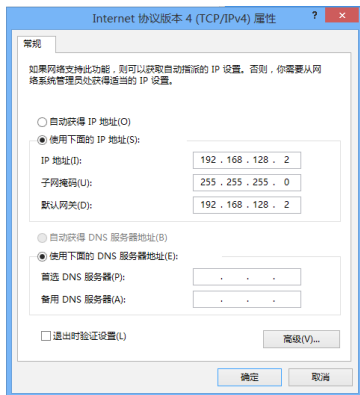 Internet 协议版本 4 (TCP/IPv4) 属性
? ×
常规
如果网络支持此功能，则可以获取自动指派的 IP 设置。否则，你需要从网
络系统管理员处获得适当的 IP 设置。
自动获得 IP 地址(O)
使用下面的 IP 地址(S):
IP 地址(I): 192 . 168 . 128 . 2
子网掩码(U): 255 . 255 . 255 . 0
默认网关(D): 192 . 168 . 128 . 2
自动获得 DNS 服务器地址(B)
使用下面的 DNS 服务器地址(E):
首选 DNS 服务器(P): . . .
备用 DNS 服务器(A): . . .
退出时验证设置(L)
高级(V)...
确定 取消